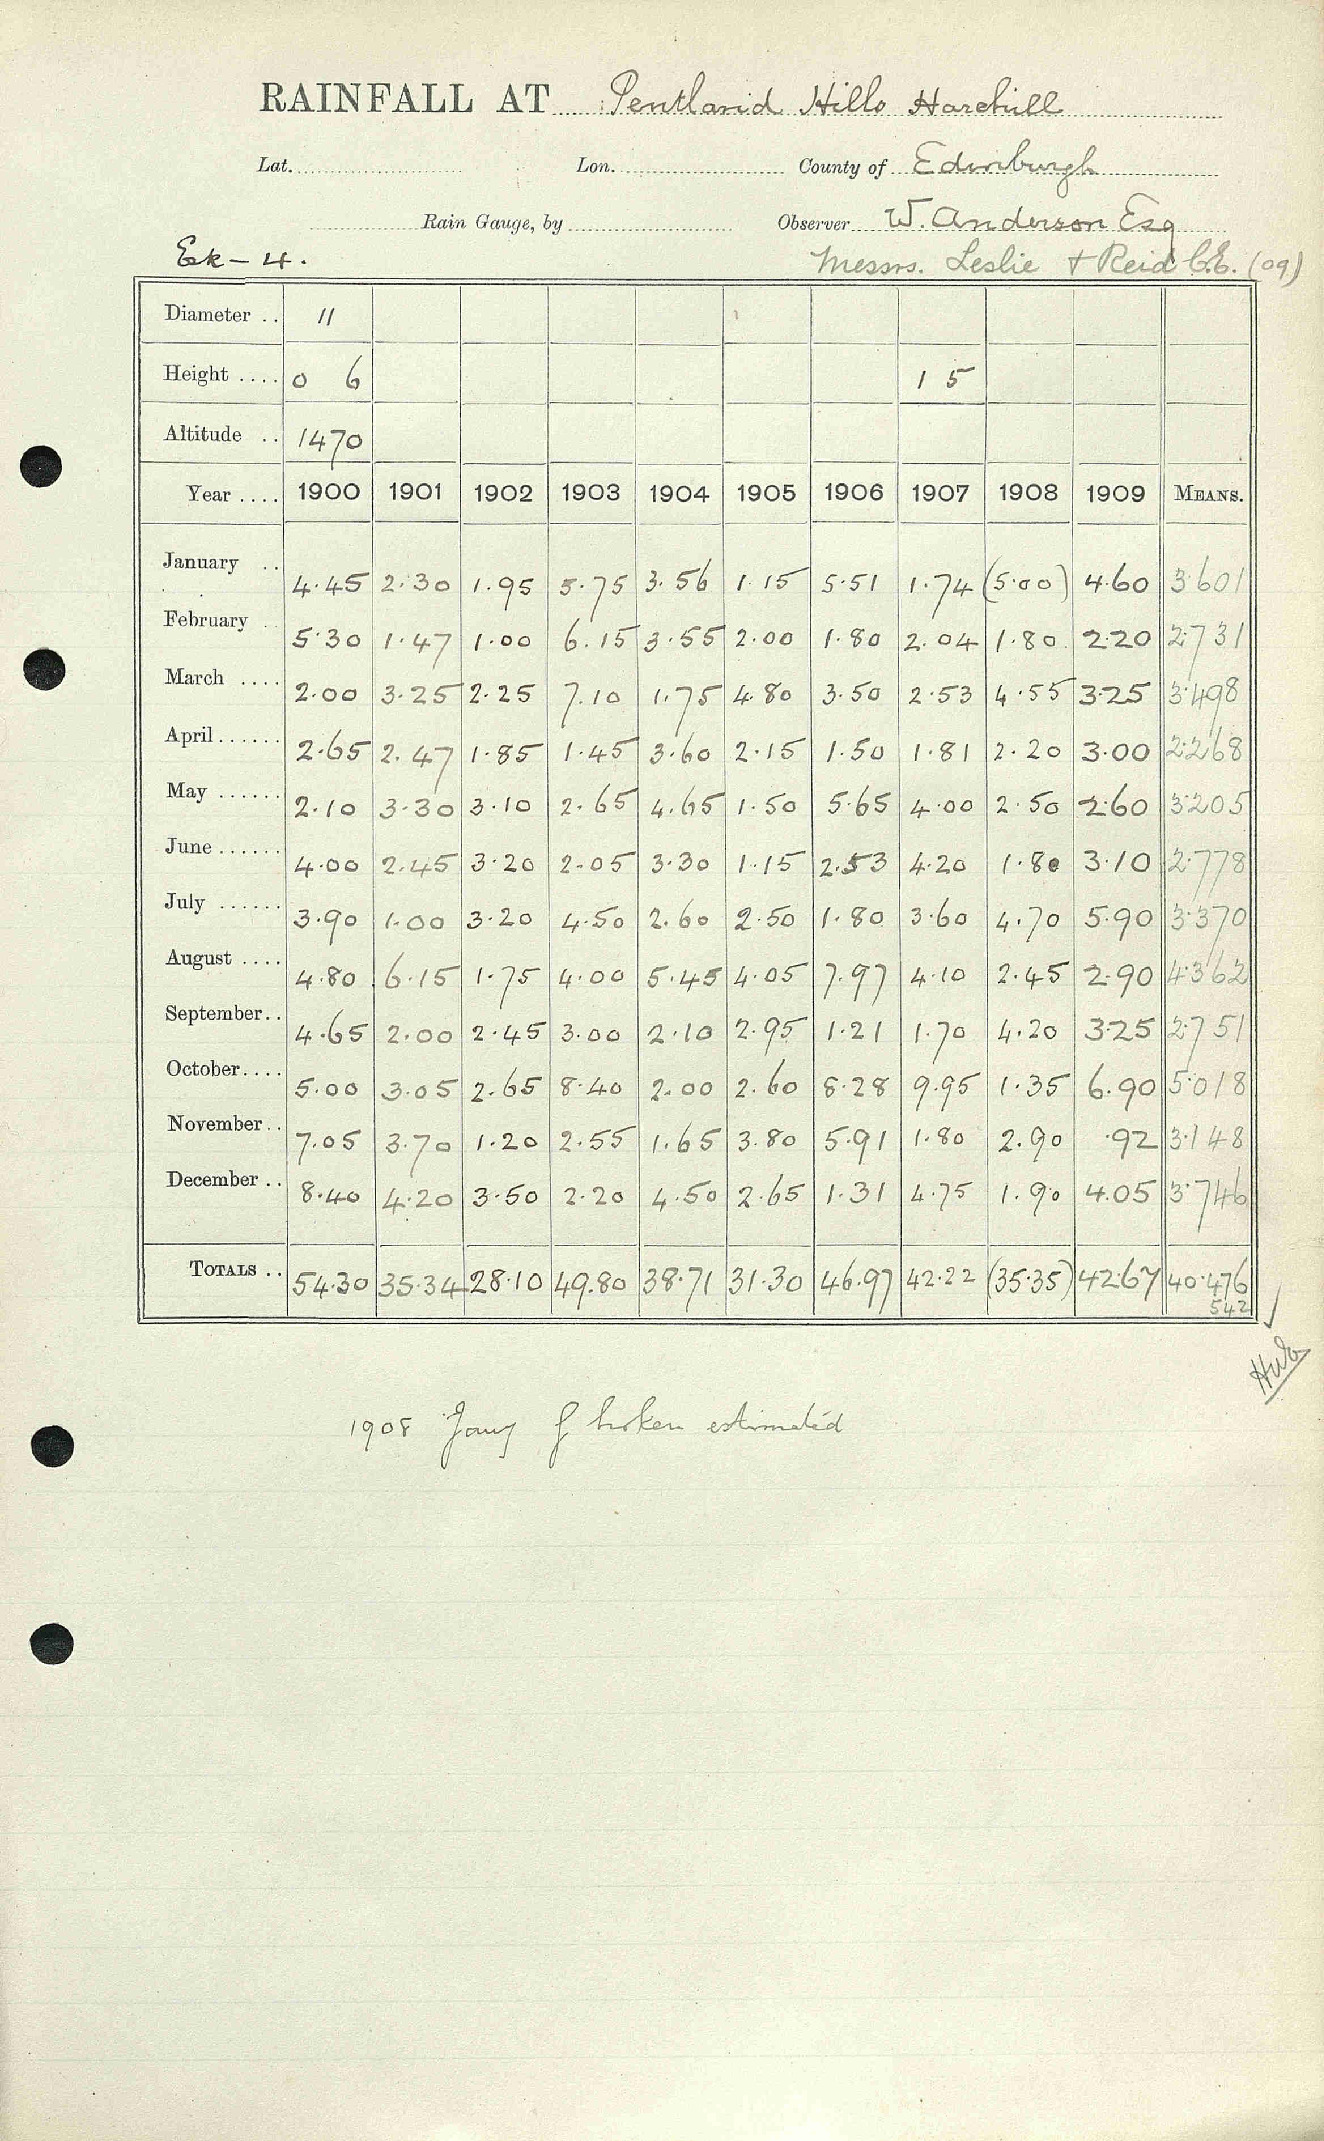 RAINFALL AT Pentland Hills Harehill
Lat. Lon. County of Edinburgh
Rain Gauge, by Observer W. Anderson Esq
Ek - 4. Messrs. Leslie + Reid C.E. (09)
Diameter .. 11
Height .... 0 6 1 5
Altitude .. 1470
Year .... 1900 1901 1902 1903 1904 1905 1906 1907 1908 1909 MEANS.
January .. 4.45 2.30 1.95 5.75 3.56 1.15 5.51 1.74 (5.00) 4.60 3.601
February .. 5.30 1.47 1.00 6.15 3.55 2.00 1.80 2.04 1.80 2.20 2.731
March .... 2.00 3.25 2.25 7.10 1.75 4.80 3.50 2.53 4.55 3.25 3.498
April...... 2.65 2.47 1.85 1.45 3.60 2.15 1.50 1.81 2.20 3.00 2.268
May ...... 2.10 3.30 3.10 2.65 4.65 1.50 5.65 4.00 2.50 2.60 3.205
June ...... 4.00 2.45 3.20 2.05 3.30 1.15 2.53 4.20 1.80 3.10 2.778
July ...... 3.90 1.00 3.20 4.50 2.60 2.50 1.80 3.60 4.70 5.90 3.370
August .... 4.80 6.15 1.75 4.00 5.45 4.05 7.97 4.10 2.45 2.90 4.362
September.. 4.65 2.00 2.45 3.00 2.10 2.95 1.21 1.70 4.20 3.25 2.751
October.... 5.00 3.05 2.65 8.40 2.00 2.60 8.28 9.95 1.35 6.90 5.018
November.. 7.05 3.70 1.20 2.55 1.65 3.80 5.91 1.80 2.90 .92 3.148
December .. 8.40 4.20 3.50 2.20 4.50 2.65 1.31 4.75 1.90 4.05 3.746
TOTALS .. 54.30 35.34 28.10 49.80 38.71 31.30 46.97 42.22 (35.35) 42.67 40.476
542
1908 Jany g broken estimated